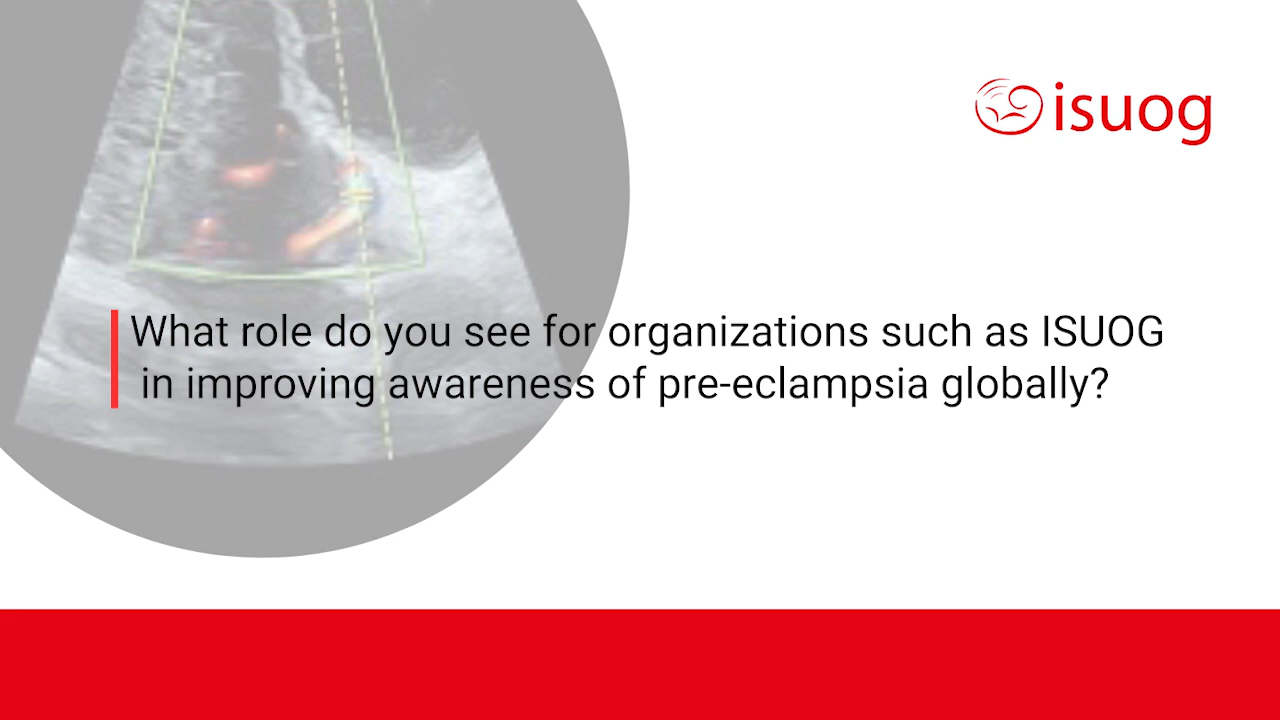 isuog
What role do you see for organizations such as ISUOG
in improving awareness of pre-eclampsia globally?